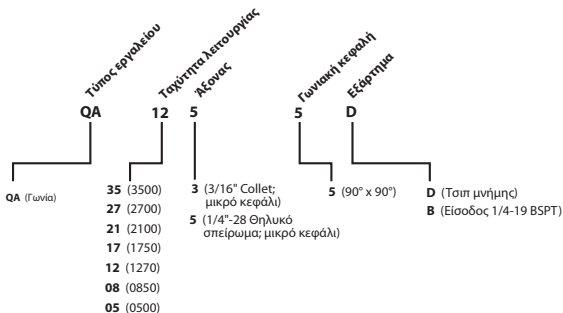 Τύπος εργαλείου
Ταχύτητα λειτουργίας
Άξονας
Γωνιακή κεφαλή
Εξάρτημα
QA 12 5 5 D
QA (Γωνία)
35 (3500)
27 (2700)
21 (2100)
17 (1750)
12 (1270)
08 (0850)
05 (0500)
3 (3/16" Collet;
μικρό κεφάλι)
5 (1/4"-28 Θηλυκό
σπείρωμα; μικρό κεφάλι)
5 (90° x 90°)
D (Τσιπ μνήμης)
B (Είσοδος 1/4-19 BSPT)